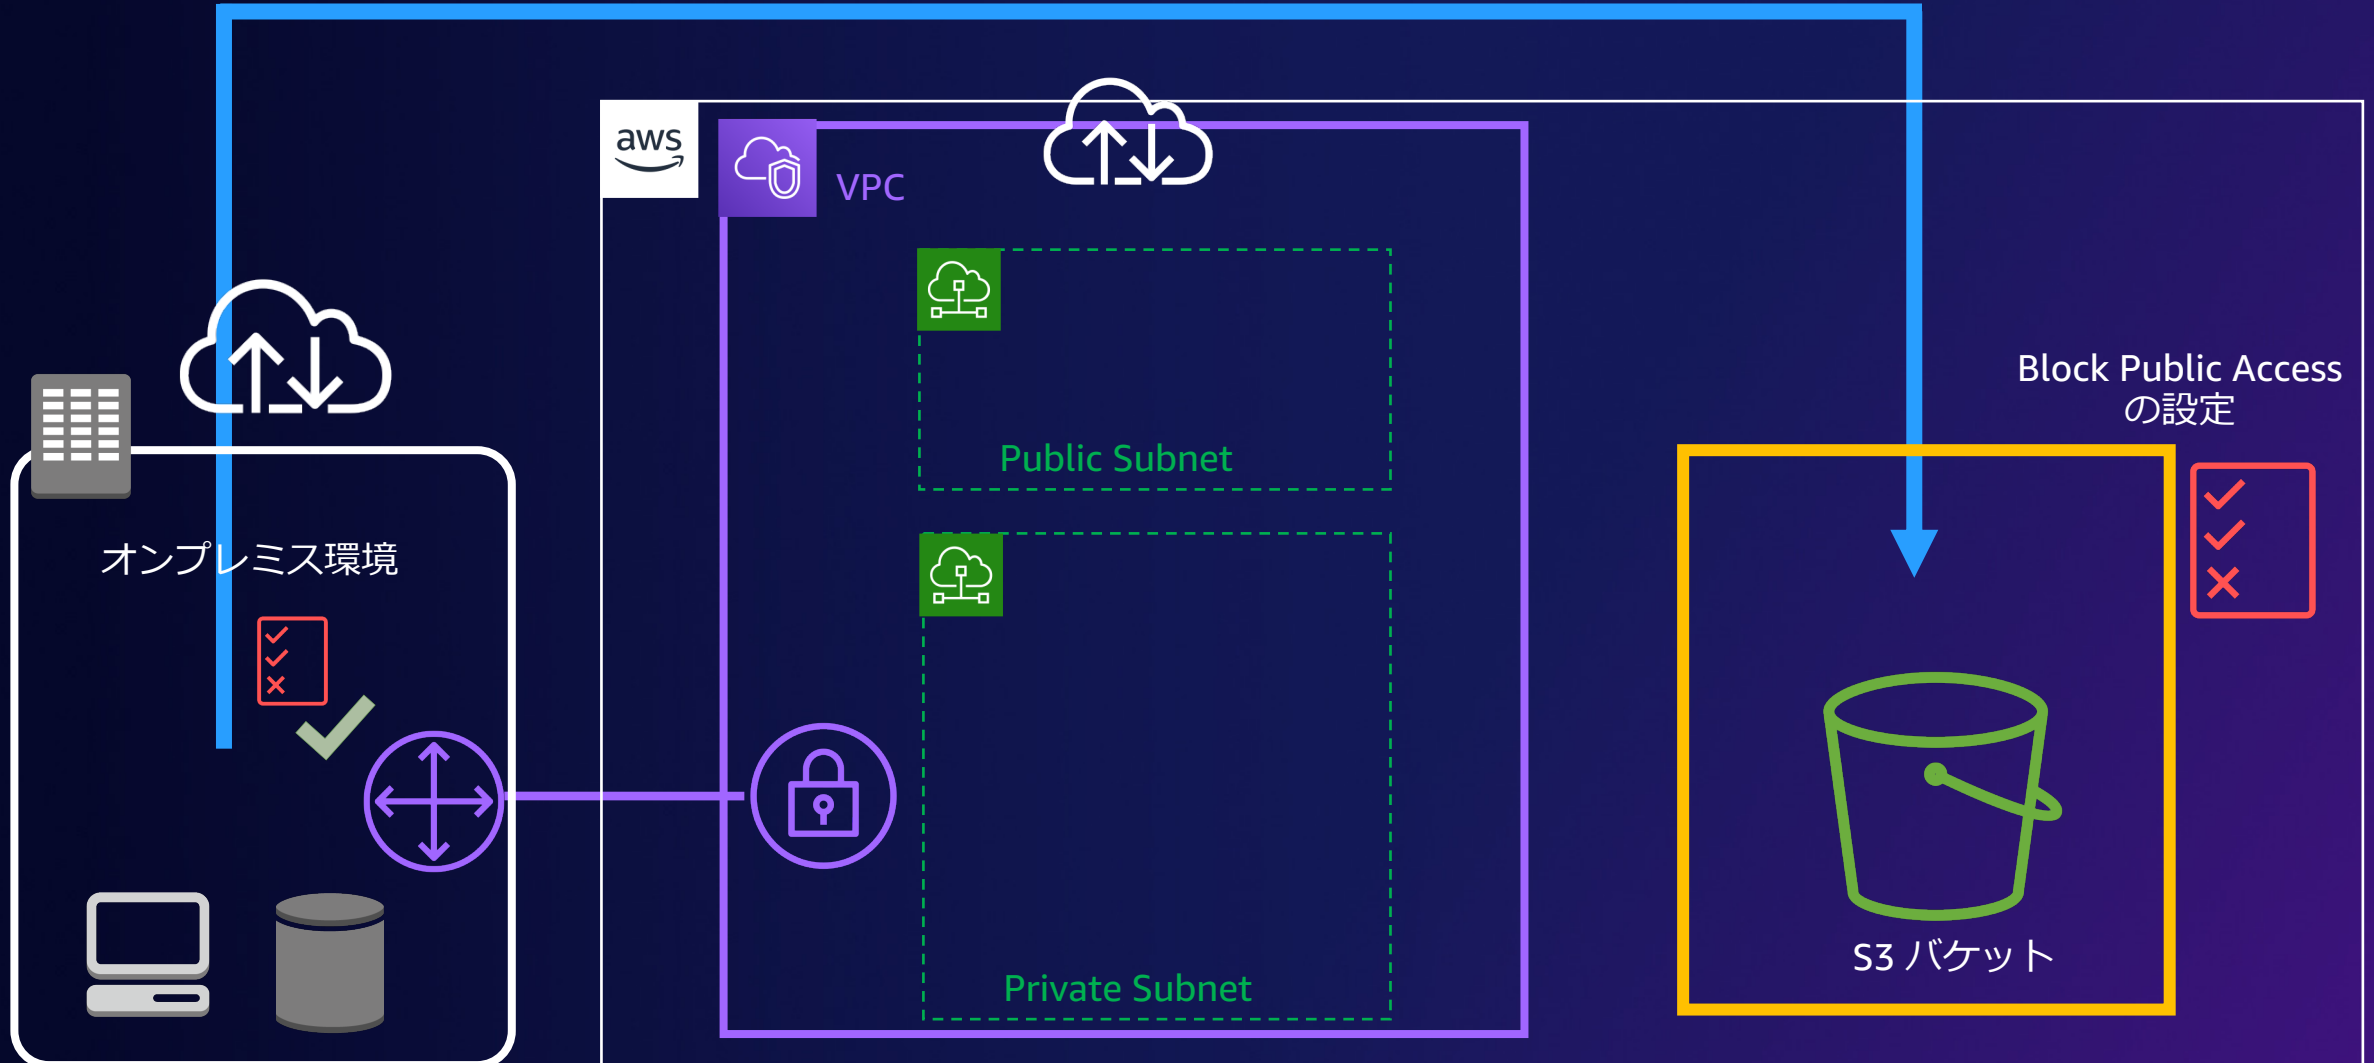 aws
VPC
Public Subnet
Block Public Access
の設定
オンプレミス環境
Private Subnet
S3 バケット